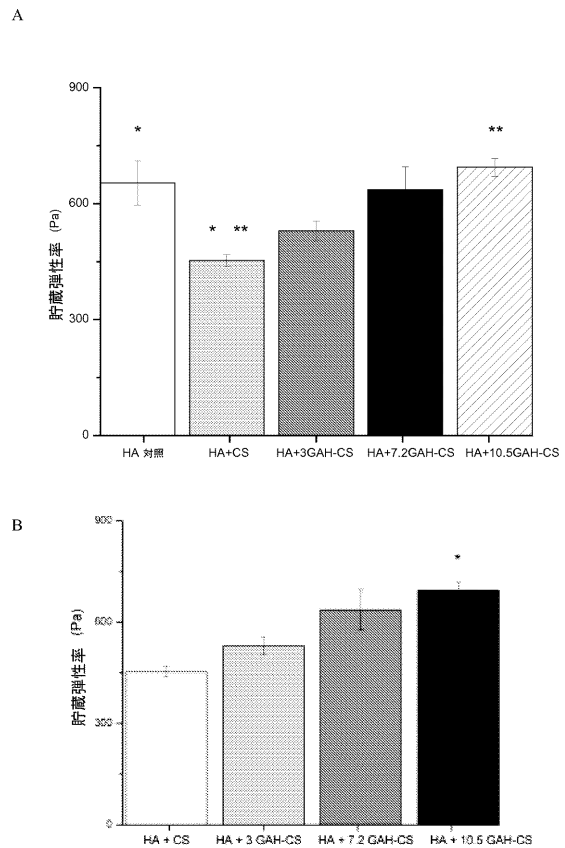 A
900
600
300
0
貯蔵弾性率 (Pa)
*
* **
**
HA 対照 HA+CS HA+3GAH-CS HA+7.2GAH-CS HA+10.5GAH-CS
B
900
600
300
0
貯蔵弾性率 (Pa)
*
HA + CS HA + 3 GAH-CS HA + 7.2 GAH-CS HA + 10.5 GAH-CS